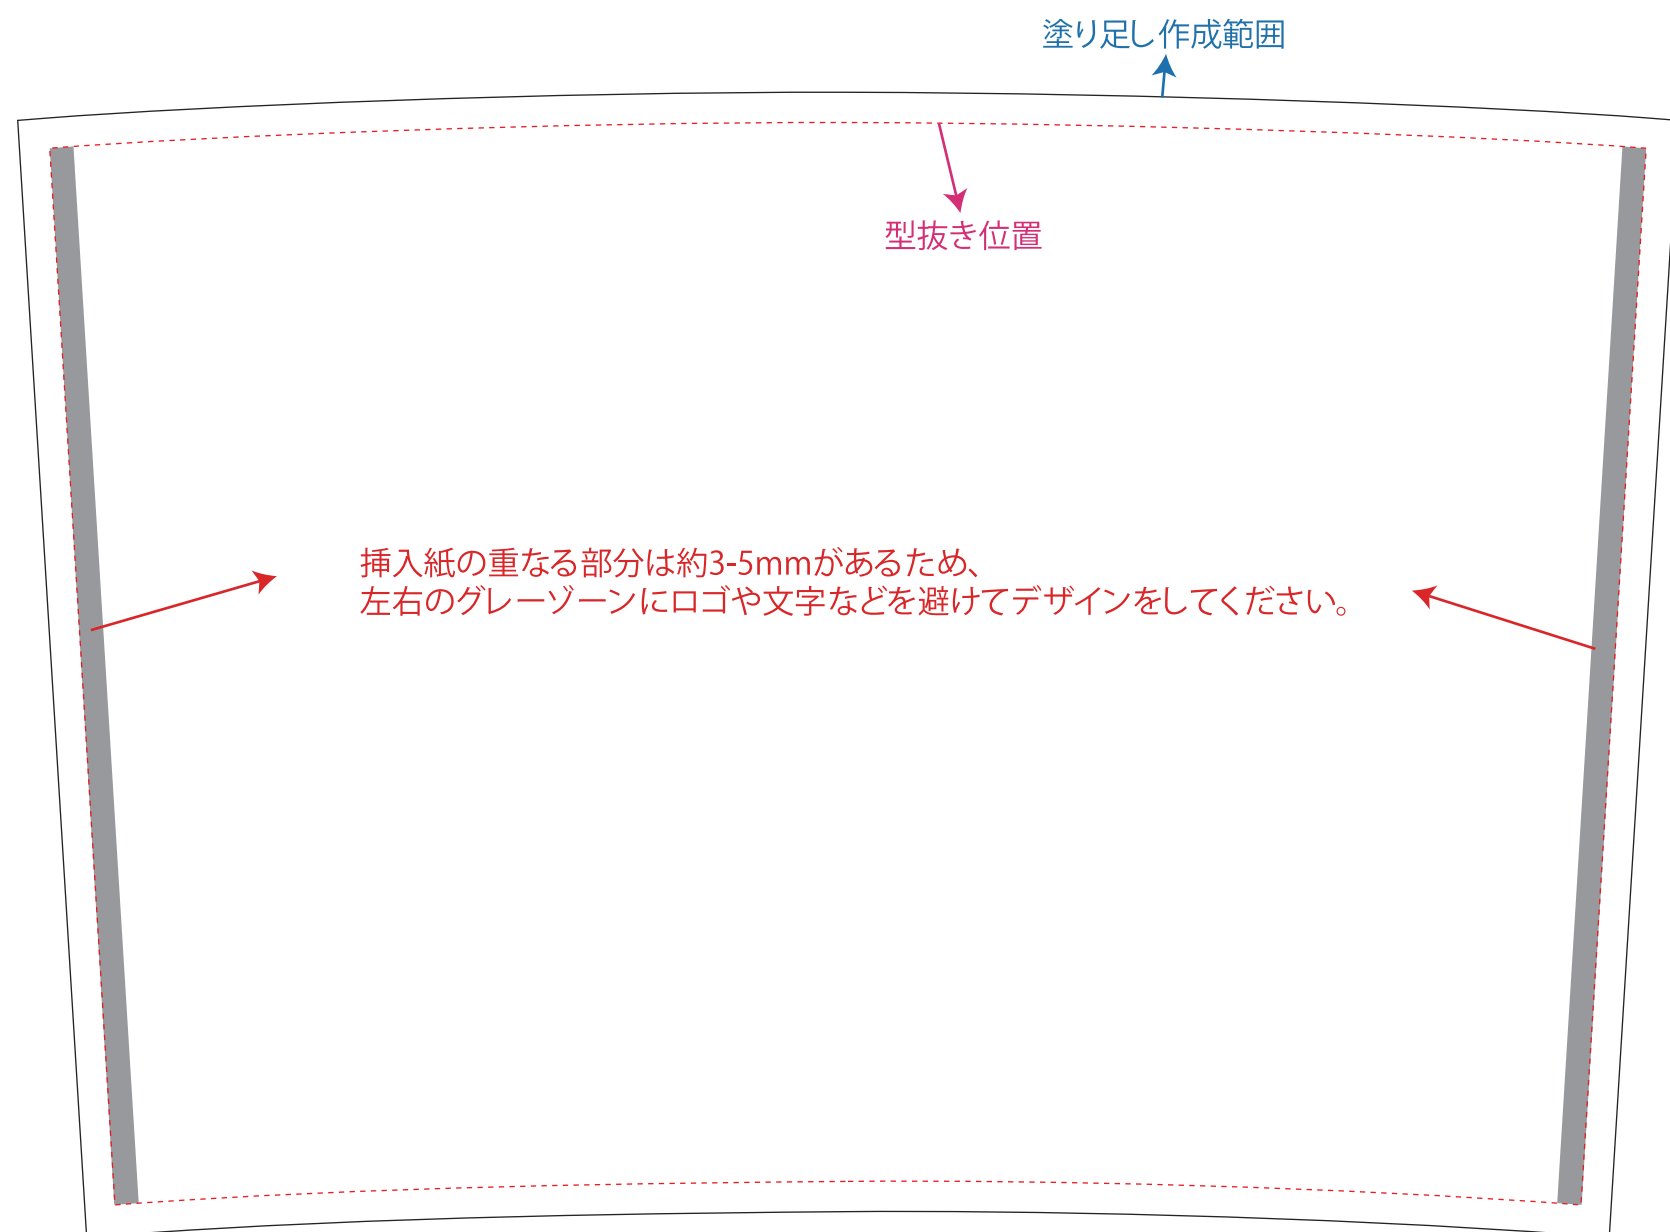 塗り足し作成範囲
型抜き位置
挿入紙の重なる部分は約3-5mmがあるため、
左右のグレーゾーンにロゴや文字などを避けてデザインをしてください。